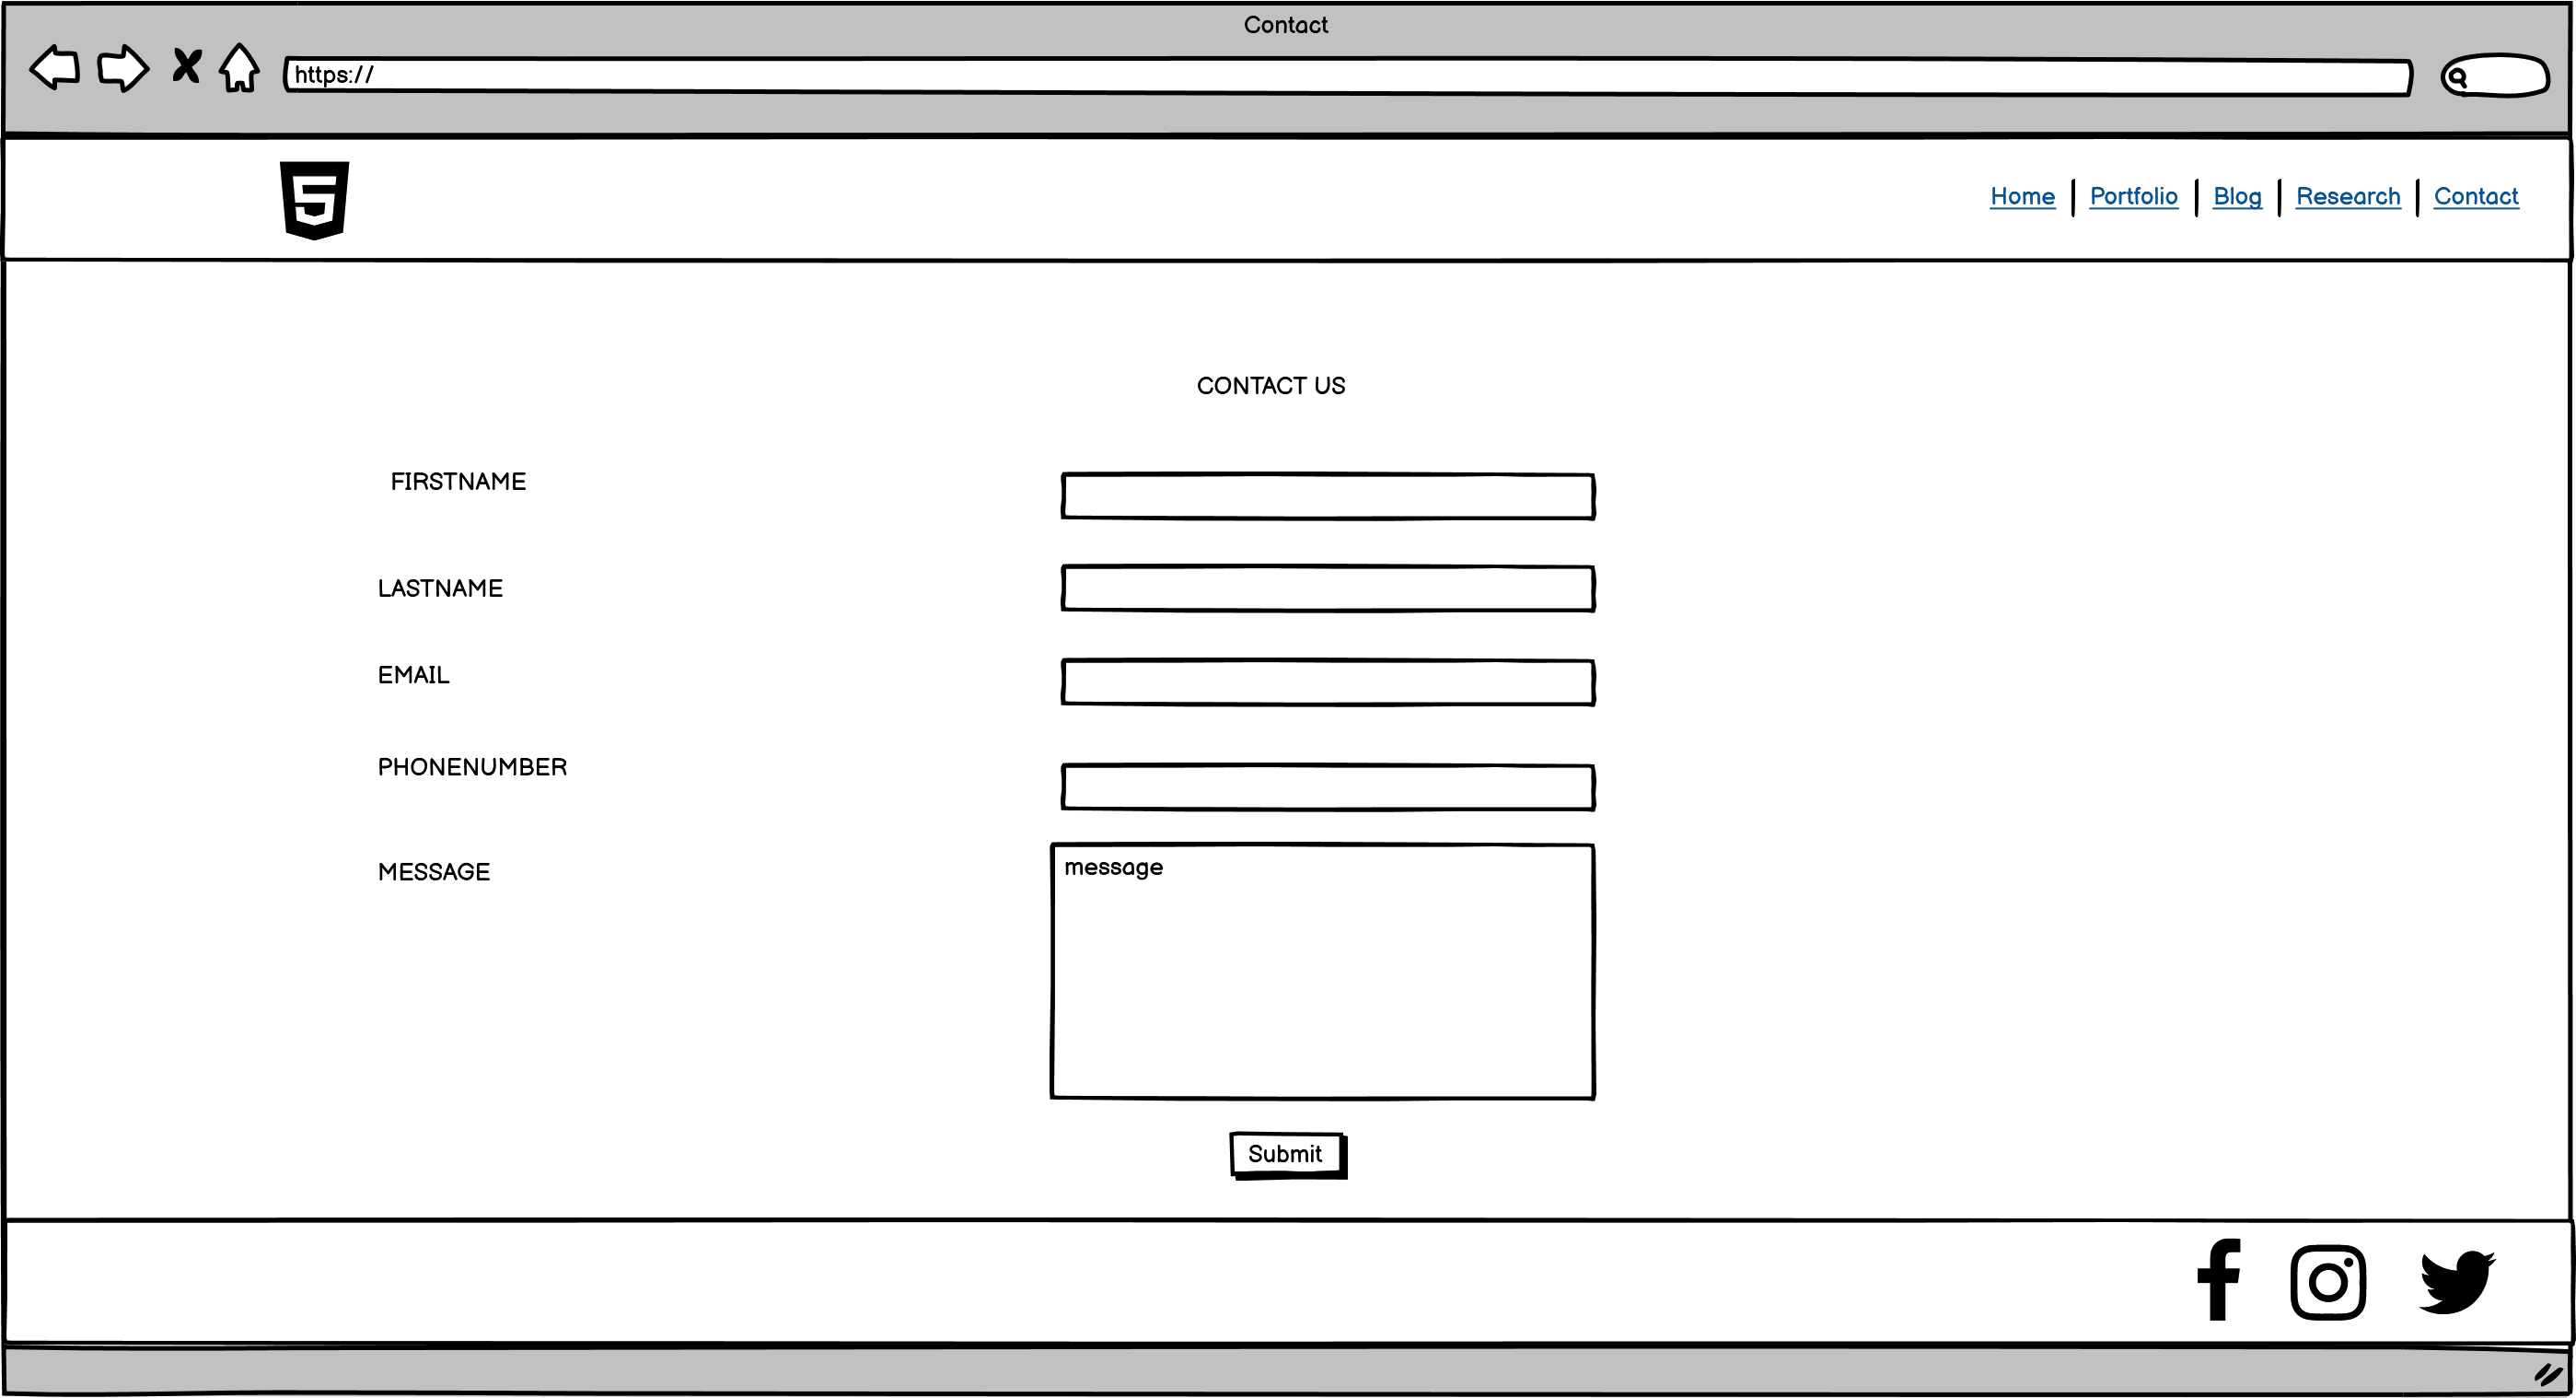 Contact
https://
Home | Portfolio | Blog | Research | Contact
CONTACT US
FIRSTNAME
LASTNAME
EMAIL
PHONENUMBER
MESSAGE
message
Submit